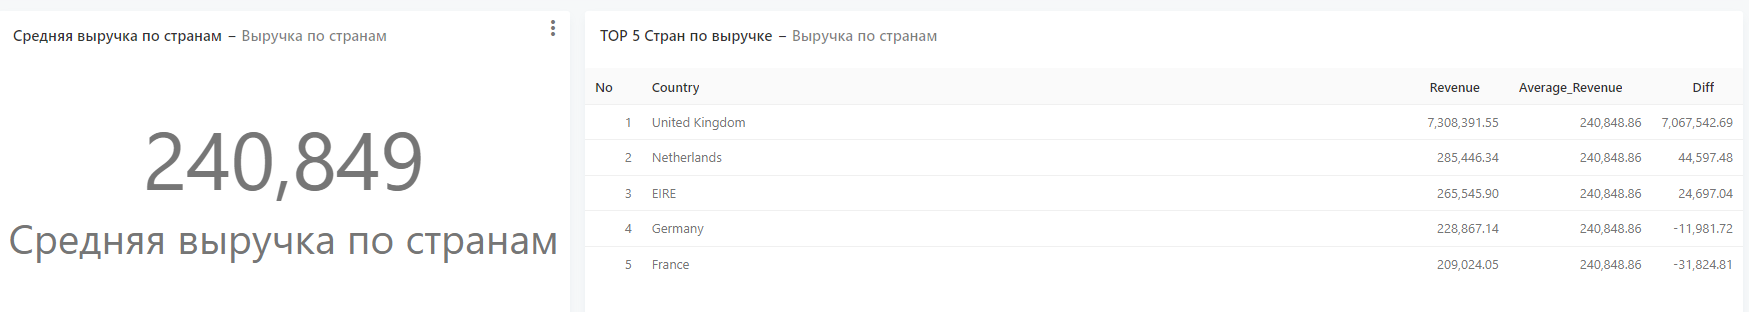 Средняя выручка по странам – Выручка по странам
240,849
Средняя выручка по странам
TOP 5 Стран по выручке – Выручка по странам
No Country Revenue Average_Revenue Diff
1 United Kingdom 7,308,391.55 240,848.86 7,067,542.69
2 Netherlands 285,446.34 240,848.86 44,597.48
3 EIRE 265,545.90 240,848.86 24,697.04
4 Germany 228,867.14 240,848.86 -11,981.72
5 France 209,024.05 240,848.86 -31,824.81